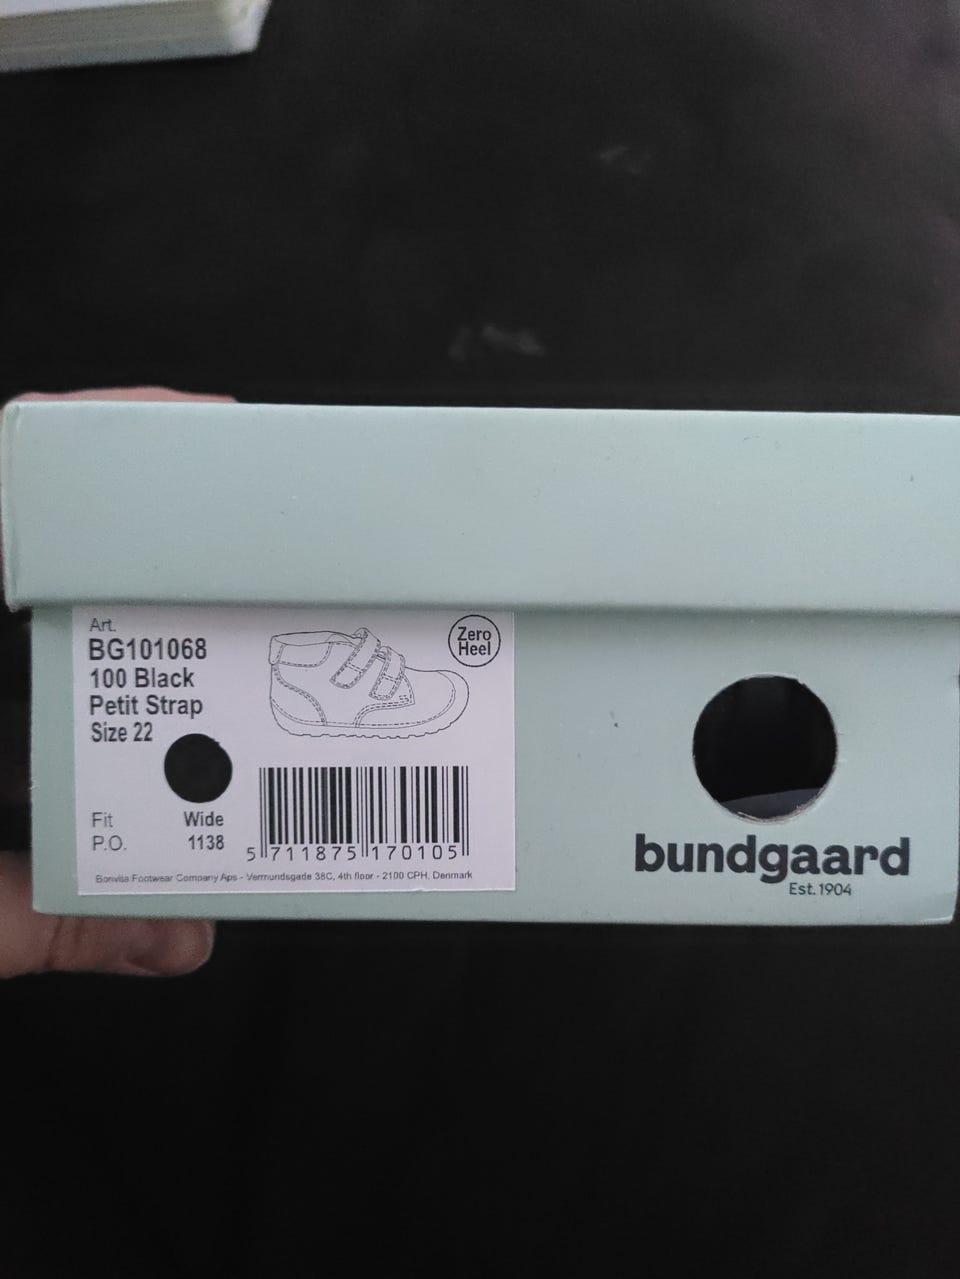 Art.
BG101068
100 Black
Petit Strap
Size 22
Zero
Heel
Fit Wide
P.O. 1138
5 711875 170105
Bonvita Footwear Company Aps - Vermundsgade 38C, 4th floor - 2100 CPH, Denmark
bundgaard
Est. 1904